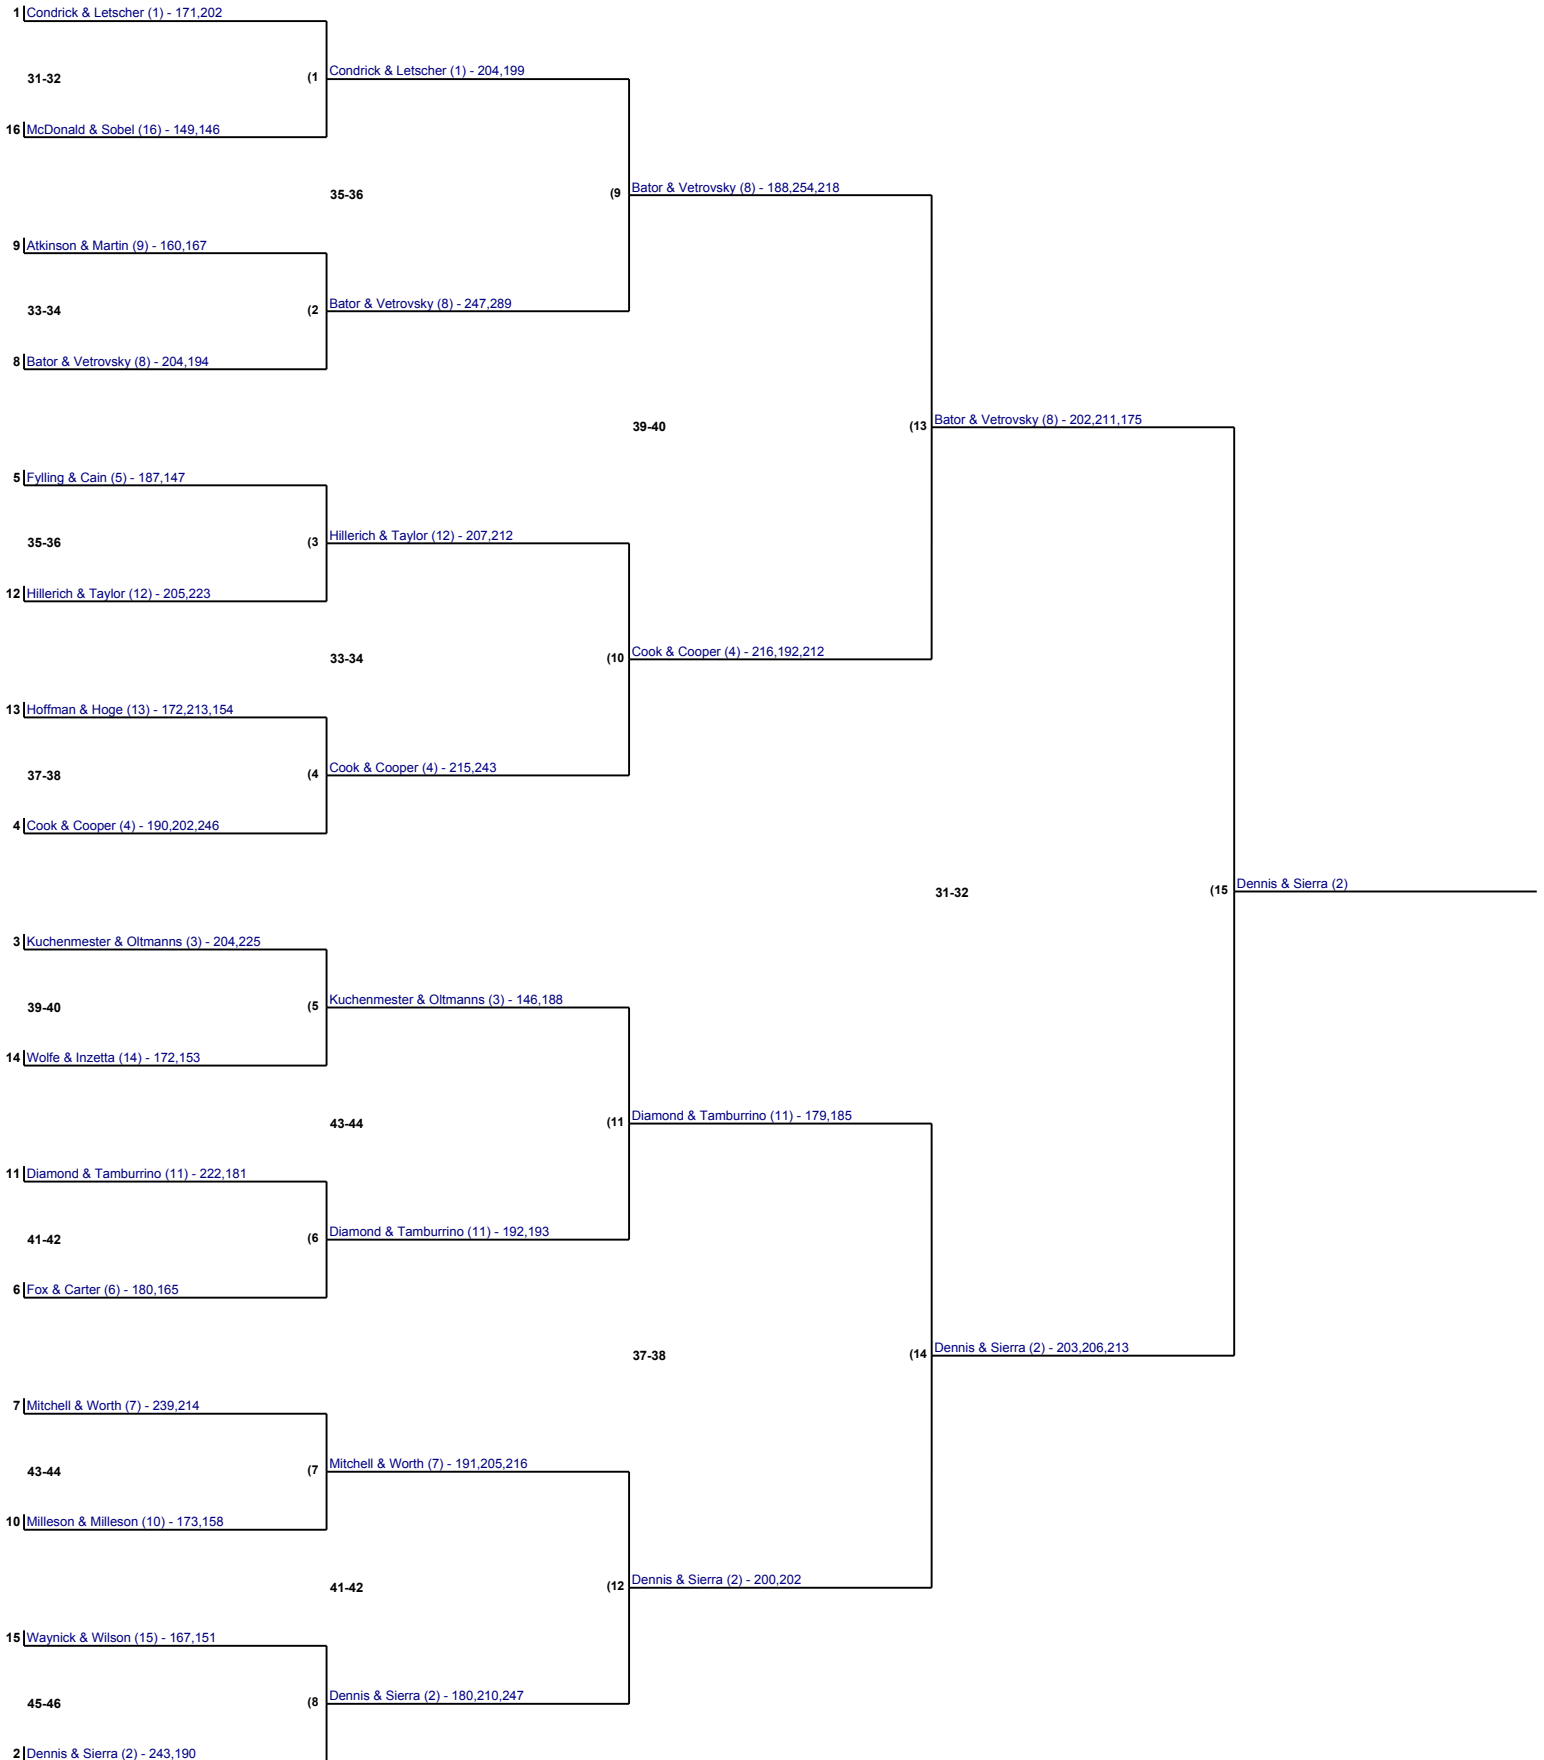 1 Condrick & Letscher (1) - 171,202
31-32 (1 Condrick & Letscher (1) - 204,199
16 McDonald & Sobel (16) - 149,146
35-36 (9 Bator & Vetrovsky (8) - 188,254,218
9 Atkinson & Martin (9) - 160,167
33-34 (2 Bator & Vetrovsky (8) - 247,289
8 Bator & Vetrovsky (8) - 204,194
39-40 (13 Bator & Vetrovsky (8) - 202,211,175
5 Fylling & Cain (5) - 187,147
35-36 (3 Hillerich & Taylor (12) - 207,212
12 Hillerich & Taylor (12) - 205,223
33-34 (10 Cook & Cooper (4) - 216,192,212
13 Hoffman & Hoge (13) - 172,213,154
37-38 (4 Cook & Cooper (4) - 215,243
4 Cook & Cooper (4) - 190,202,246
31-32 (15 Dennis & Sierra (2)
3 Kuchenmester & Oltmanns (3) - 204,225
39-40 (5 Kuchenmester & Oltmanns (3) - 146,188
14 Wolfe & Inzetta (14) - 172,153
43-44 (11 Diamond & Tamburrino (11) - 179,185
11 Diamond & Tamburrino (11) - 222,181
41-42 (6 Diamond & Tamburrino (11) - 192,193
6 Fox & Carter (6) - 180,165
37-38 (14 Dennis & Sierra (2) - 203,206,213
7 Mitchell & Worth (7) - 239,214
43-44 (7 Mitchell & Worth (7) - 191,205,216
10 Milleson & Milleson (10) - 173,158
41-42 (12 Dennis & Sierra (2) - 200,202
15 Waynick & Wilson (15) - 167,151
45-46 (8 Dennis & Sierra (2) - 180,210,247
2 Dennis & Sierra (2) - 243,190